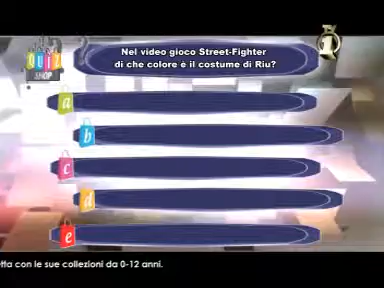 QUIZ
SHOP
1
Nel video gioco Street-Fighter
di che colore è il costume di Riu?
a
b
c
d
e
tta con le sue collezioni da 0-12 anni.